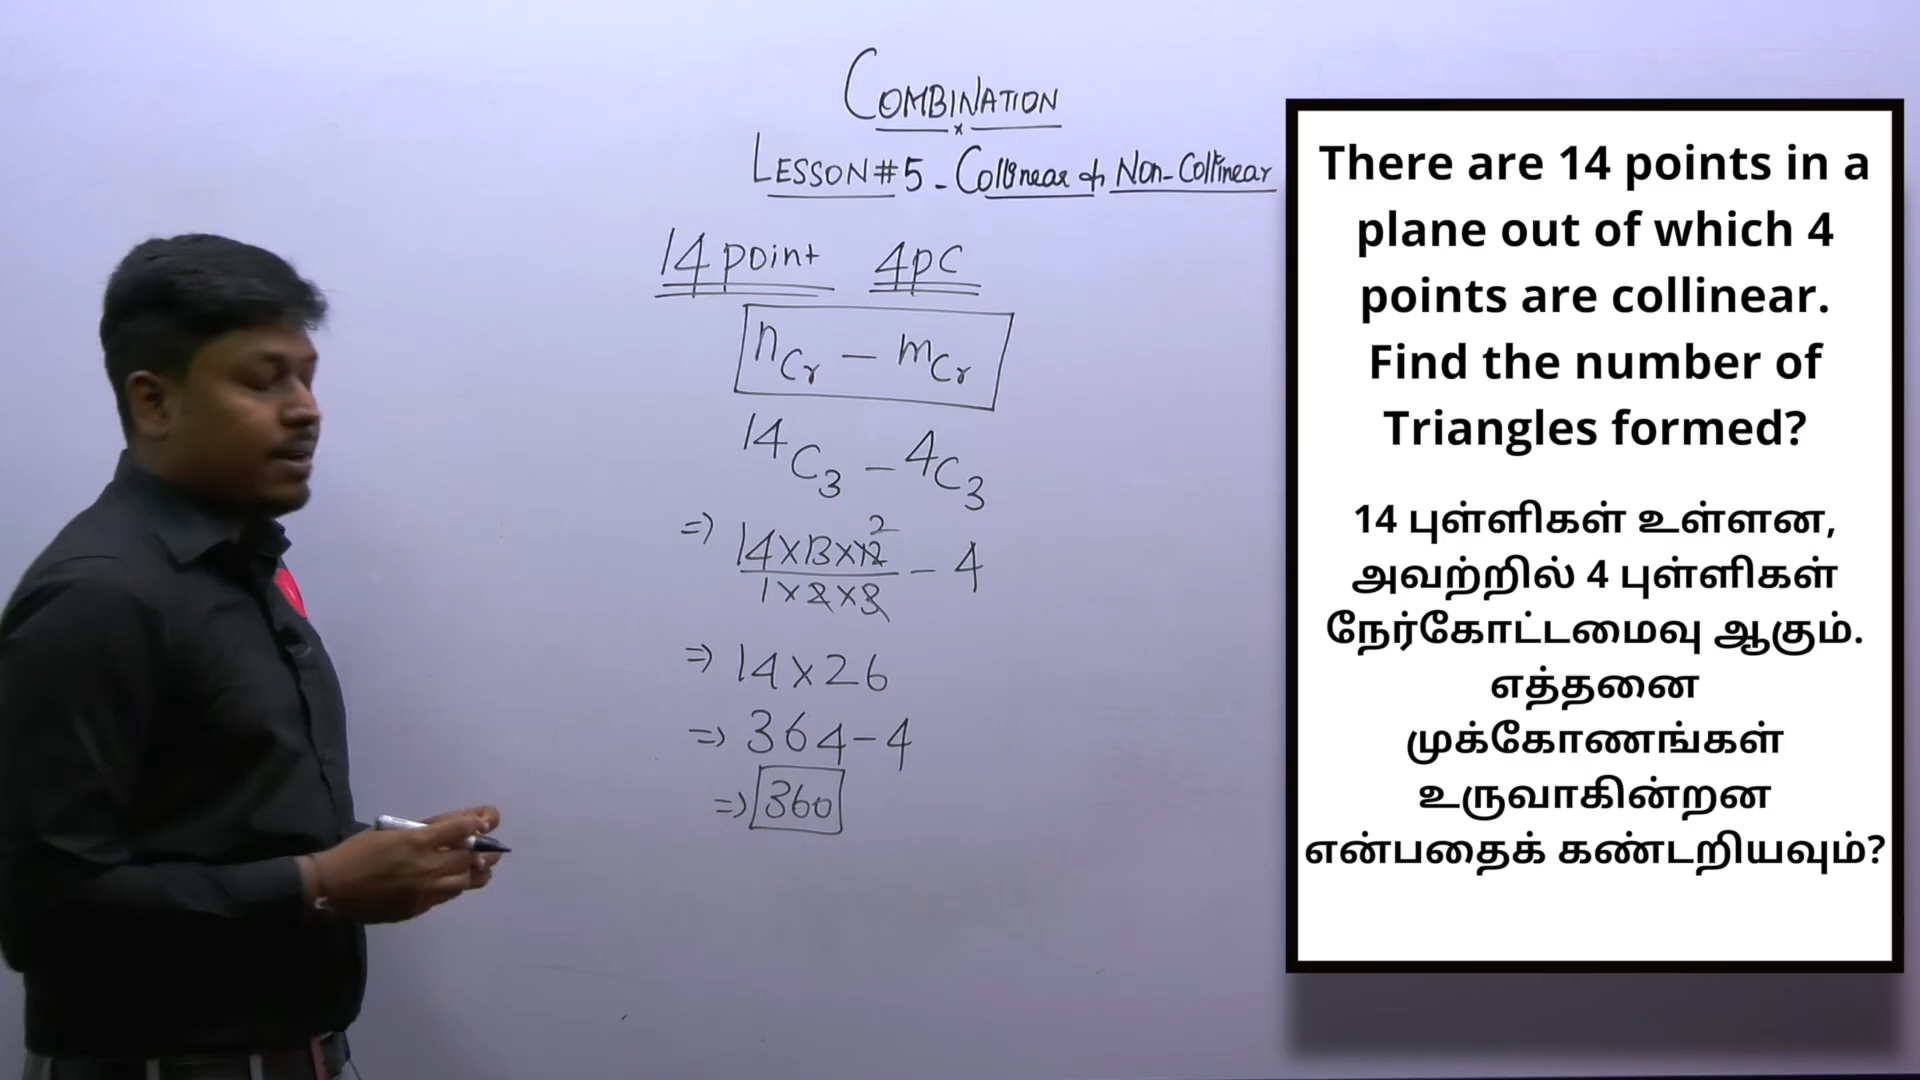 COMBINATION
LESSON #5 - Collinear & Non-Collinear
14 point 4pc
nCr - mCr
14C3 - 4C3
=> 14×13×12 2 / 1×2×3 - 4
=> 14×26
=> 364-4
=> 360
There are 14 points in a
plane out of which 4
points are collinear.
Find the number of
Triangles formed?
14 புள்ளிகள் உள்ளன,
அவற்றில் 4 புள்ளிகள்
நேர்கோட்டமைவு ஆகும்.
எத்தனை
முக்கோணங்கள்
உருவாகின்றன
என்பதைக் கண்டறியவும்?